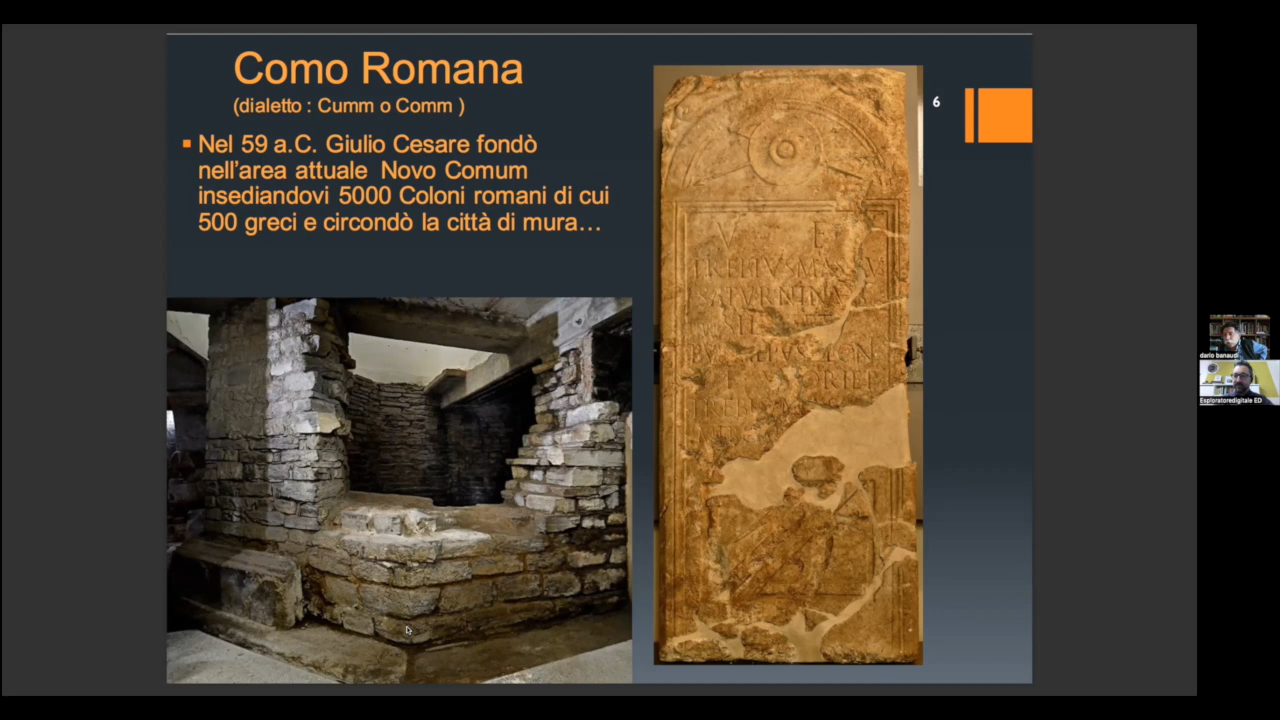 Como Romana
(dialetto : Cumm o Comm )
▪ Nel 59 a.C. Giulio Cesare fondò
nell’area attuale Novo Comum
insediandovi 5000 Coloni romani di cui
500 greci e circondò la città di mura…
6
V F
SATVRNINA
dario banaudi
Esploratoredigitale ED